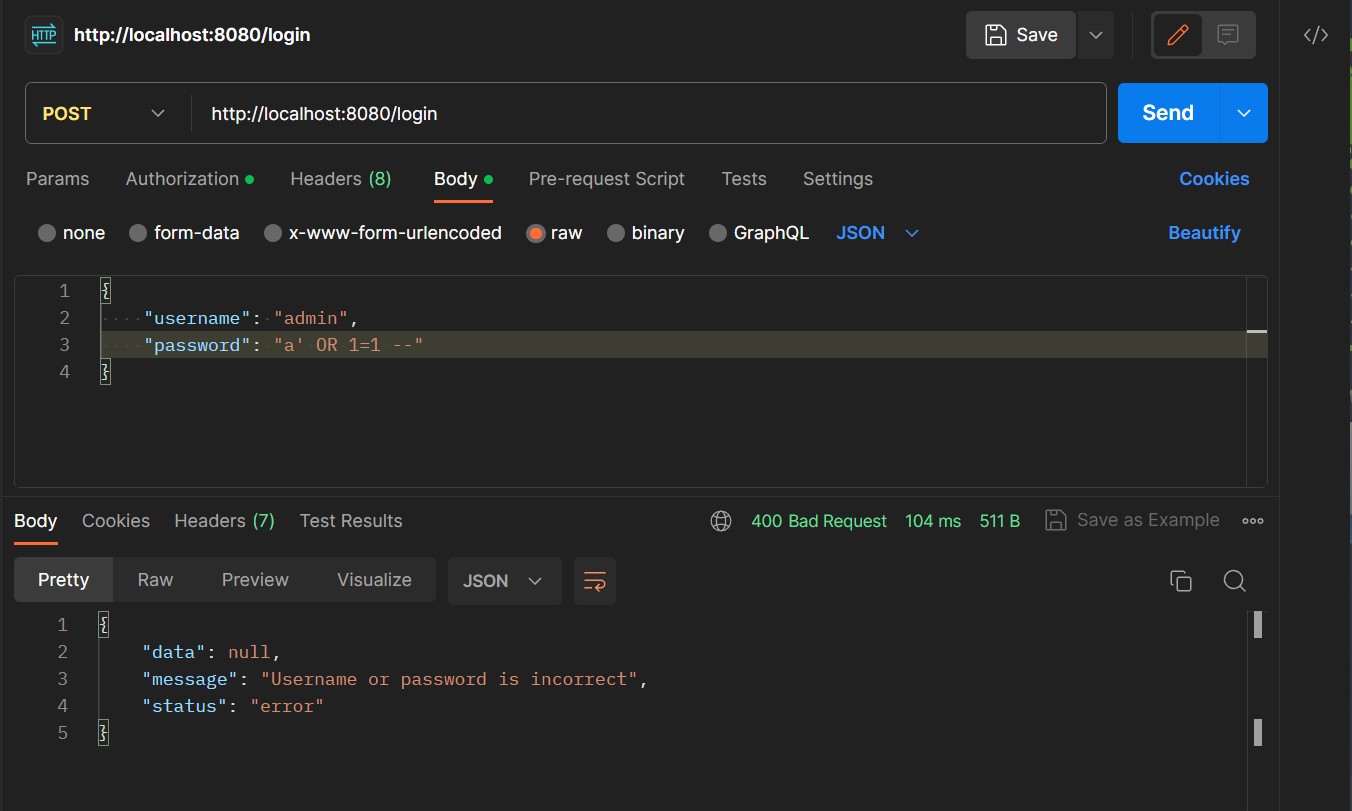 HTTP http://localhost:8080/login Save </>
POST http://localhost:8080/login Send
Params Authorization Headers (8) Body Pre-request Script Tests Settings Cookies
none form-data x-www-form-urlencoded raw binary GraphQL JSON Beautify
1 {
2 "username": "admin",
3 "password": "a' OR 1=1 --"
4 }
Body Cookies Headers (7) Test Results 400 Bad Request 104 ms 511 B Save as Example
Pretty Raw Preview Visualize JSON
1 {
2 "data": null,
3 "message": "Username or password is incorrect",
4 "status": "error"
5 }